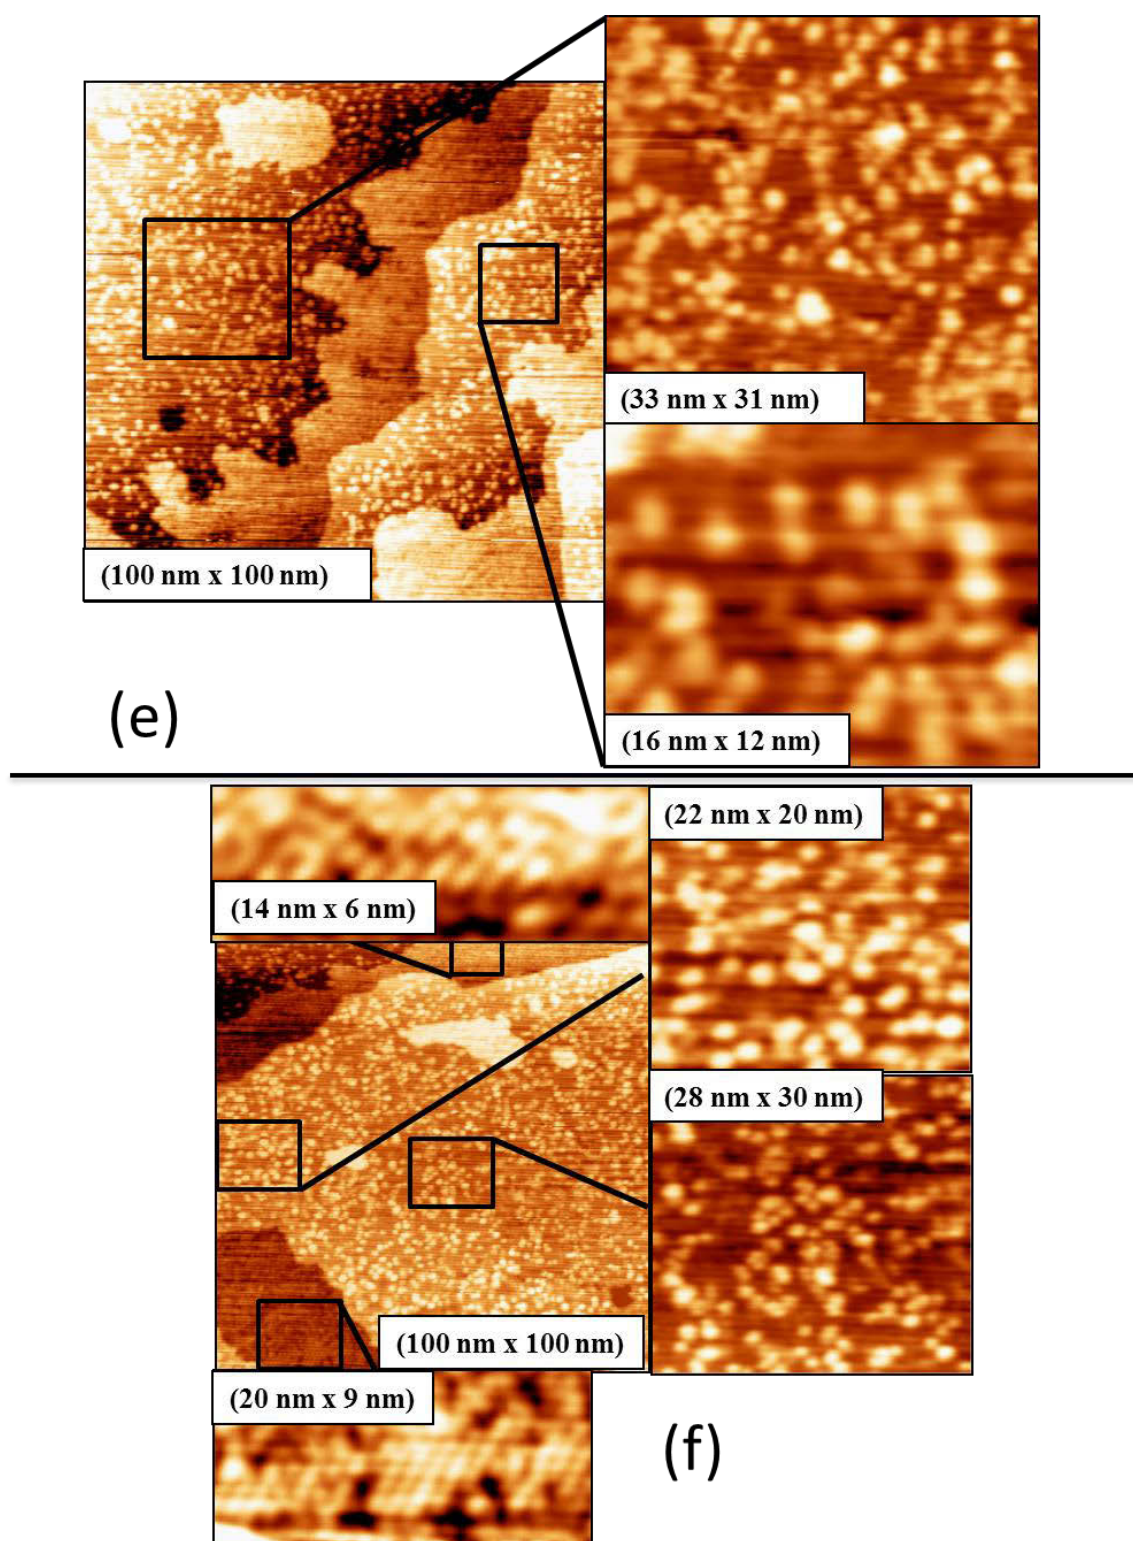 (33 nm x 31 nm)
(100 nm x 100 nm)
(16 nm x 12 nm)
(e)
(22 nm x 20 nm)
(14 nm x 6 nm)
(28 nm x 30 nm)
(100 nm x 100 nm)
(20 nm x 9 nm)
(f)